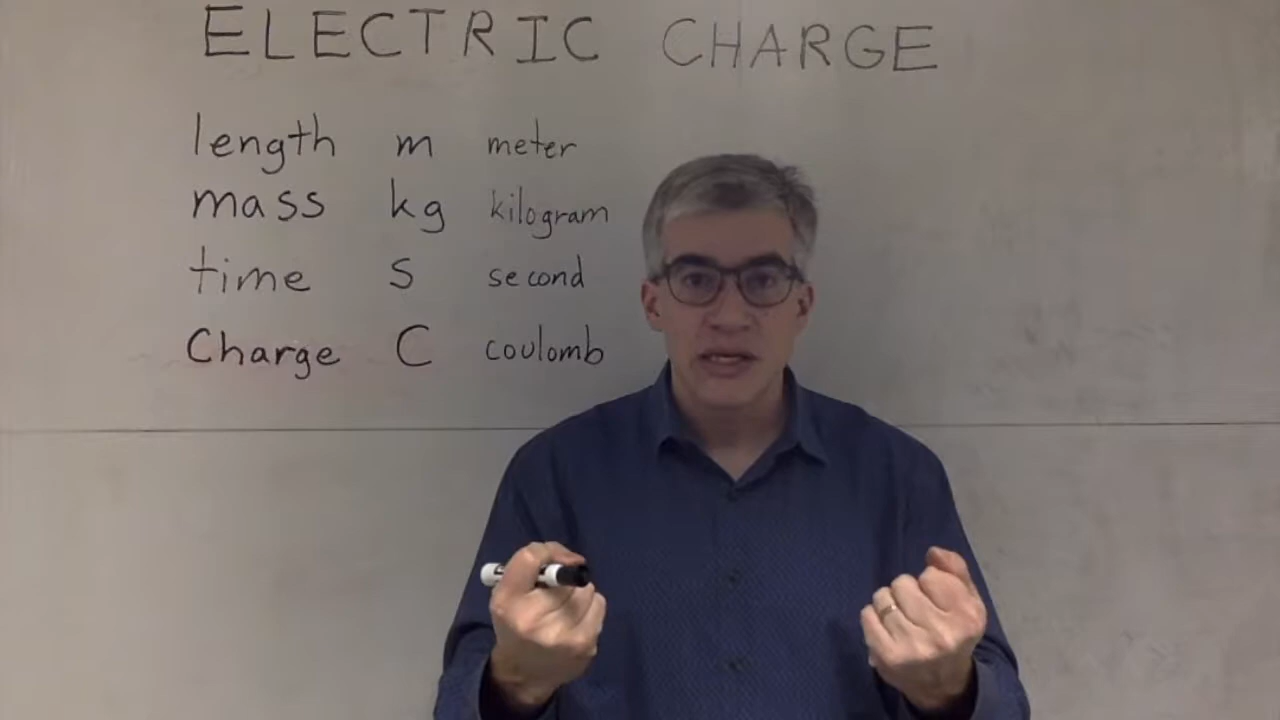 ELECTRIC CHARGE
length m meter
mass kg kilogram
time s second
Charge C coulomb